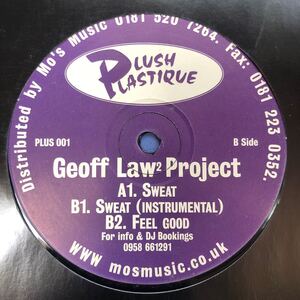 Distributed by Mo's Music 0181 520 7264. Fax: 0181 223 0352.
PLUSH
PLASTIQUE
PLUS 001
B Side
Geoff Law² Project
A1. SWEAT
B1. SWEAT (INSTRUMENTAL)
B2. FEEL GOOD
For info & DJ Bookings
0958 661291
www.mosmusic.co.uk